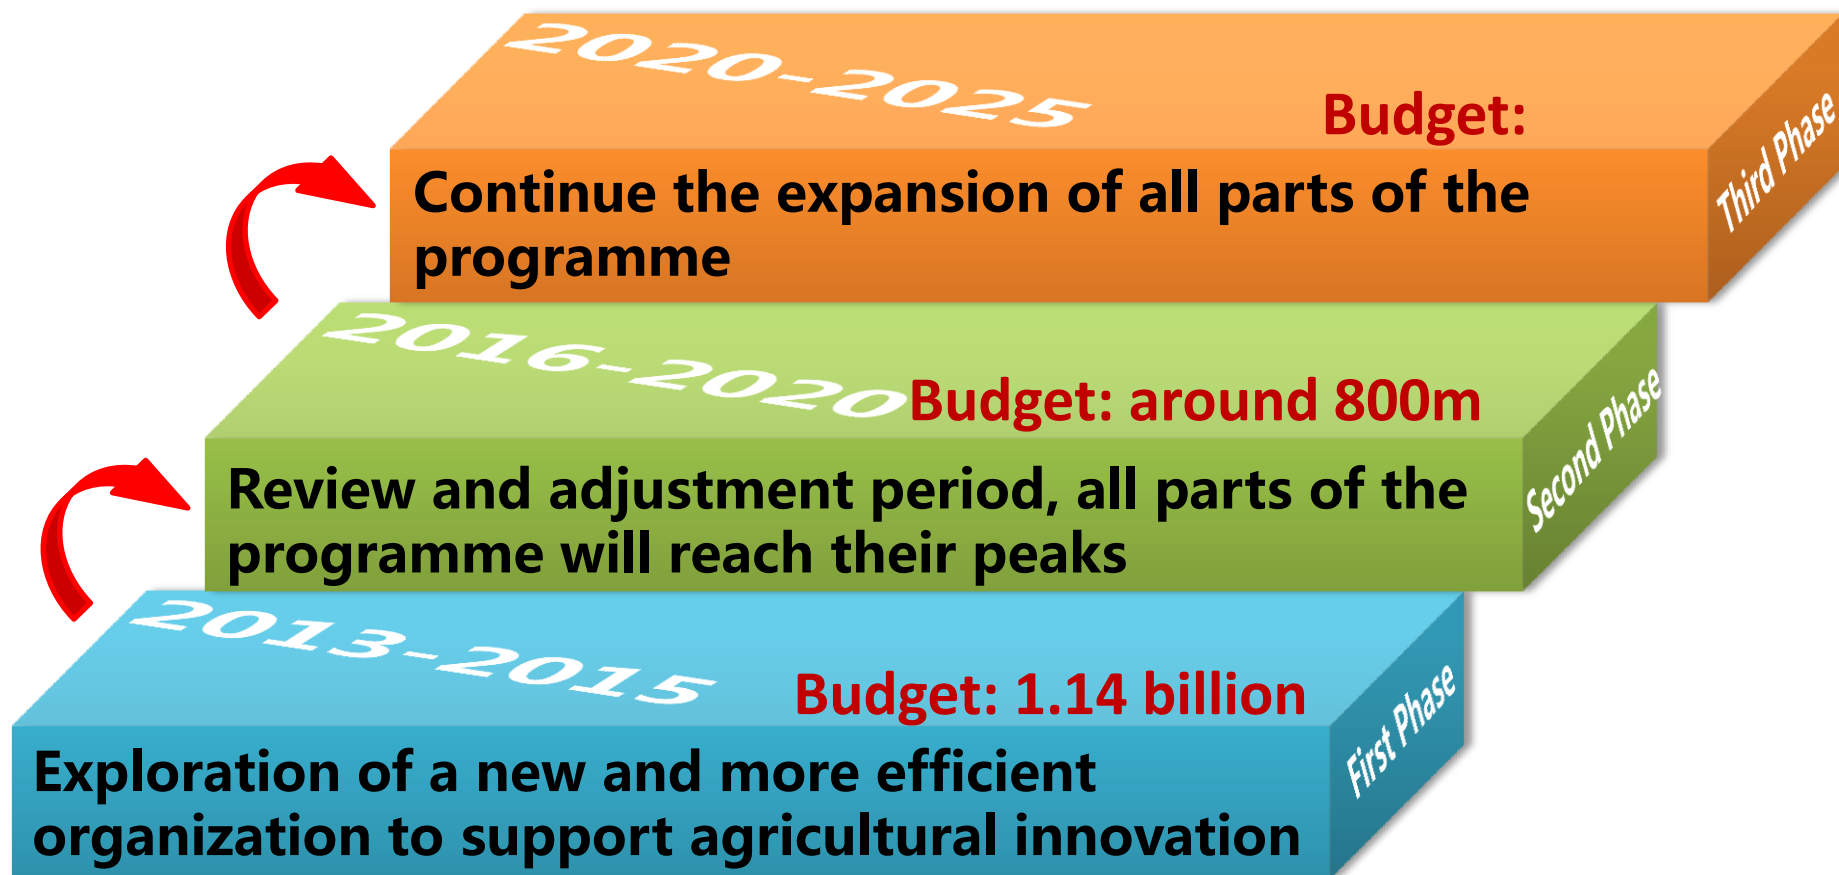 2020-2025
Budget:
Third Phase
Continue the expansion of all parts of the
programme
2016-2020
Budget: around 800m
Second Phase
Review and adjustment period, all parts of the
programme will reach their peaks
2013-2015
Budget: 1.14 billion
First Phase
Exploration of a new and more efficient
organization to support agricultural innovation